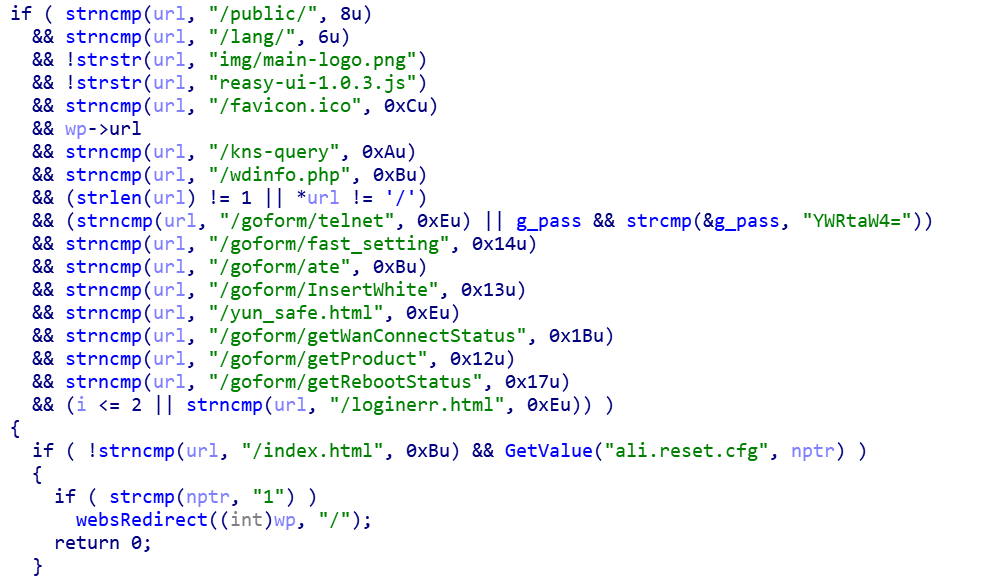 if ( strncmp(url, "/public/", 8u)
&& strncmp(url, "/lang/", 6u)
&& !strstr(url, "img/main-logo.png")
&& !strstr(url, "reasy-ui-1.0.3.js")
&& strncmp(url, "/favicon.ico", 0xCu)
&& wp->url
&& strncmp(url, "/kns-query", 0xAu)
&& strncmp(url, "/wdinfo.php", 0xBu)
&& (strlen(url) != 1 || *url != '/')
&& (strncmp(url, "/goform/telnet", 0xEu) || g_pass && strcmp(&g_pass, "YWRtaW4="))
&& strncmp(url, "/goform/fast_setting", 0x14u)
&& strncmp(url, "/goform/ate", 0xBu)
&& strncmp(url, "/goform/InsertWhite", 0x13u)
&& strncmp(url, "/yun_safe.html", 0xEu)
&& strncmp(url, "/goform/getWanConnectStatus", 0x1Bu)
&& strncmp(url, "/goform/getProduct", 0x12u)
&& strncmp(url, "/goform/getRebootStatus", 0x17u)
&& (i <= 2 || strncmp(url, "/loginerr.html", 0xEu)) )
{
if ( !strncmp(url, "/index.html", 0xBu) && GetValue("ali.reset.cfg", nptr) )
{
if ( strcmp(nptr, "1") )
websRedirect((int)wp, "/");
return 0;
}